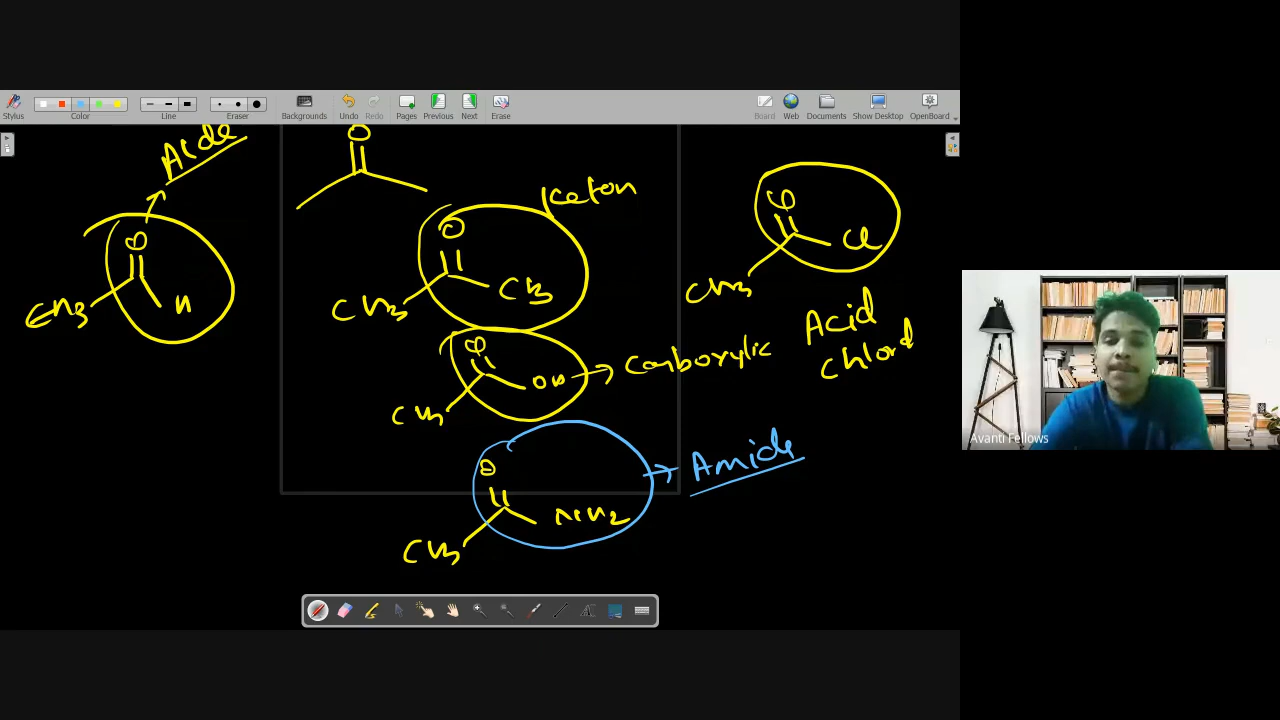 Stylus
Color
Line
Eraser
Backgrounds
Undo
Redo
Pages
Previous
Next
Erase
Board
Web
Documents
Show Desktop
OpenBoard
Alde
O
CH3
H
O
Keton
O
CH3
CH3
O
Cl
CH3
Acid
Chlord
O
OH
Carboxylic
CH3
O
NH2
CH3
Amide
Avanti Fellows